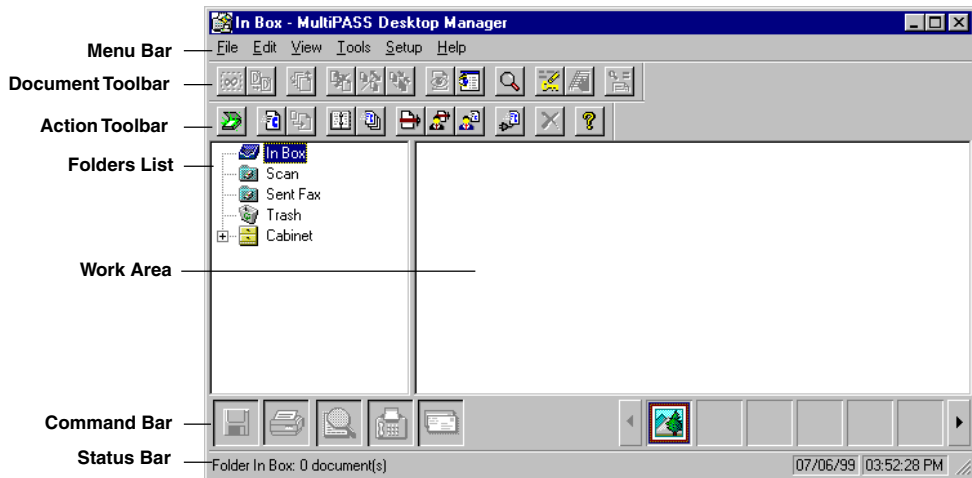 In Box - MultiPASS Desktop Manager
Menu Bar
File Edit View Tools Setup Help
Document Toolbar
Action Toolbar
Folders List
In Box
Scan
Sent Fax
Trash
Cabinet
Work Area
Command Bar
Status Bar
Folder In Box: 0 document(s)
07/06/99 03:52:28 PM